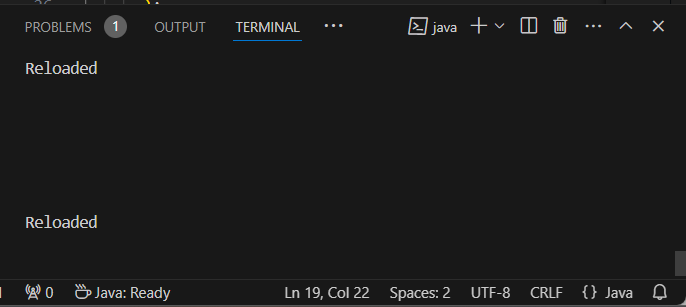 PROBLEMS 1 OUTPUT TERMINAL ··· java
Reloaded
Reloaded
0 Java: Ready Ln 19, Col 22 Spaces: 2 UTF-8 CRLF {} Java